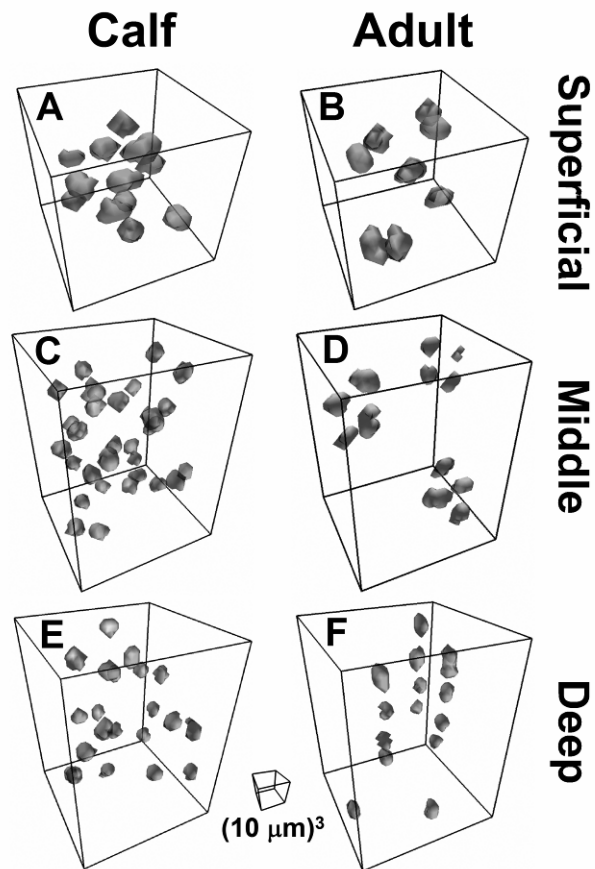 Calf Adult
A B
Superficial
C D
Middle
E F
Deep
(10 μm)³